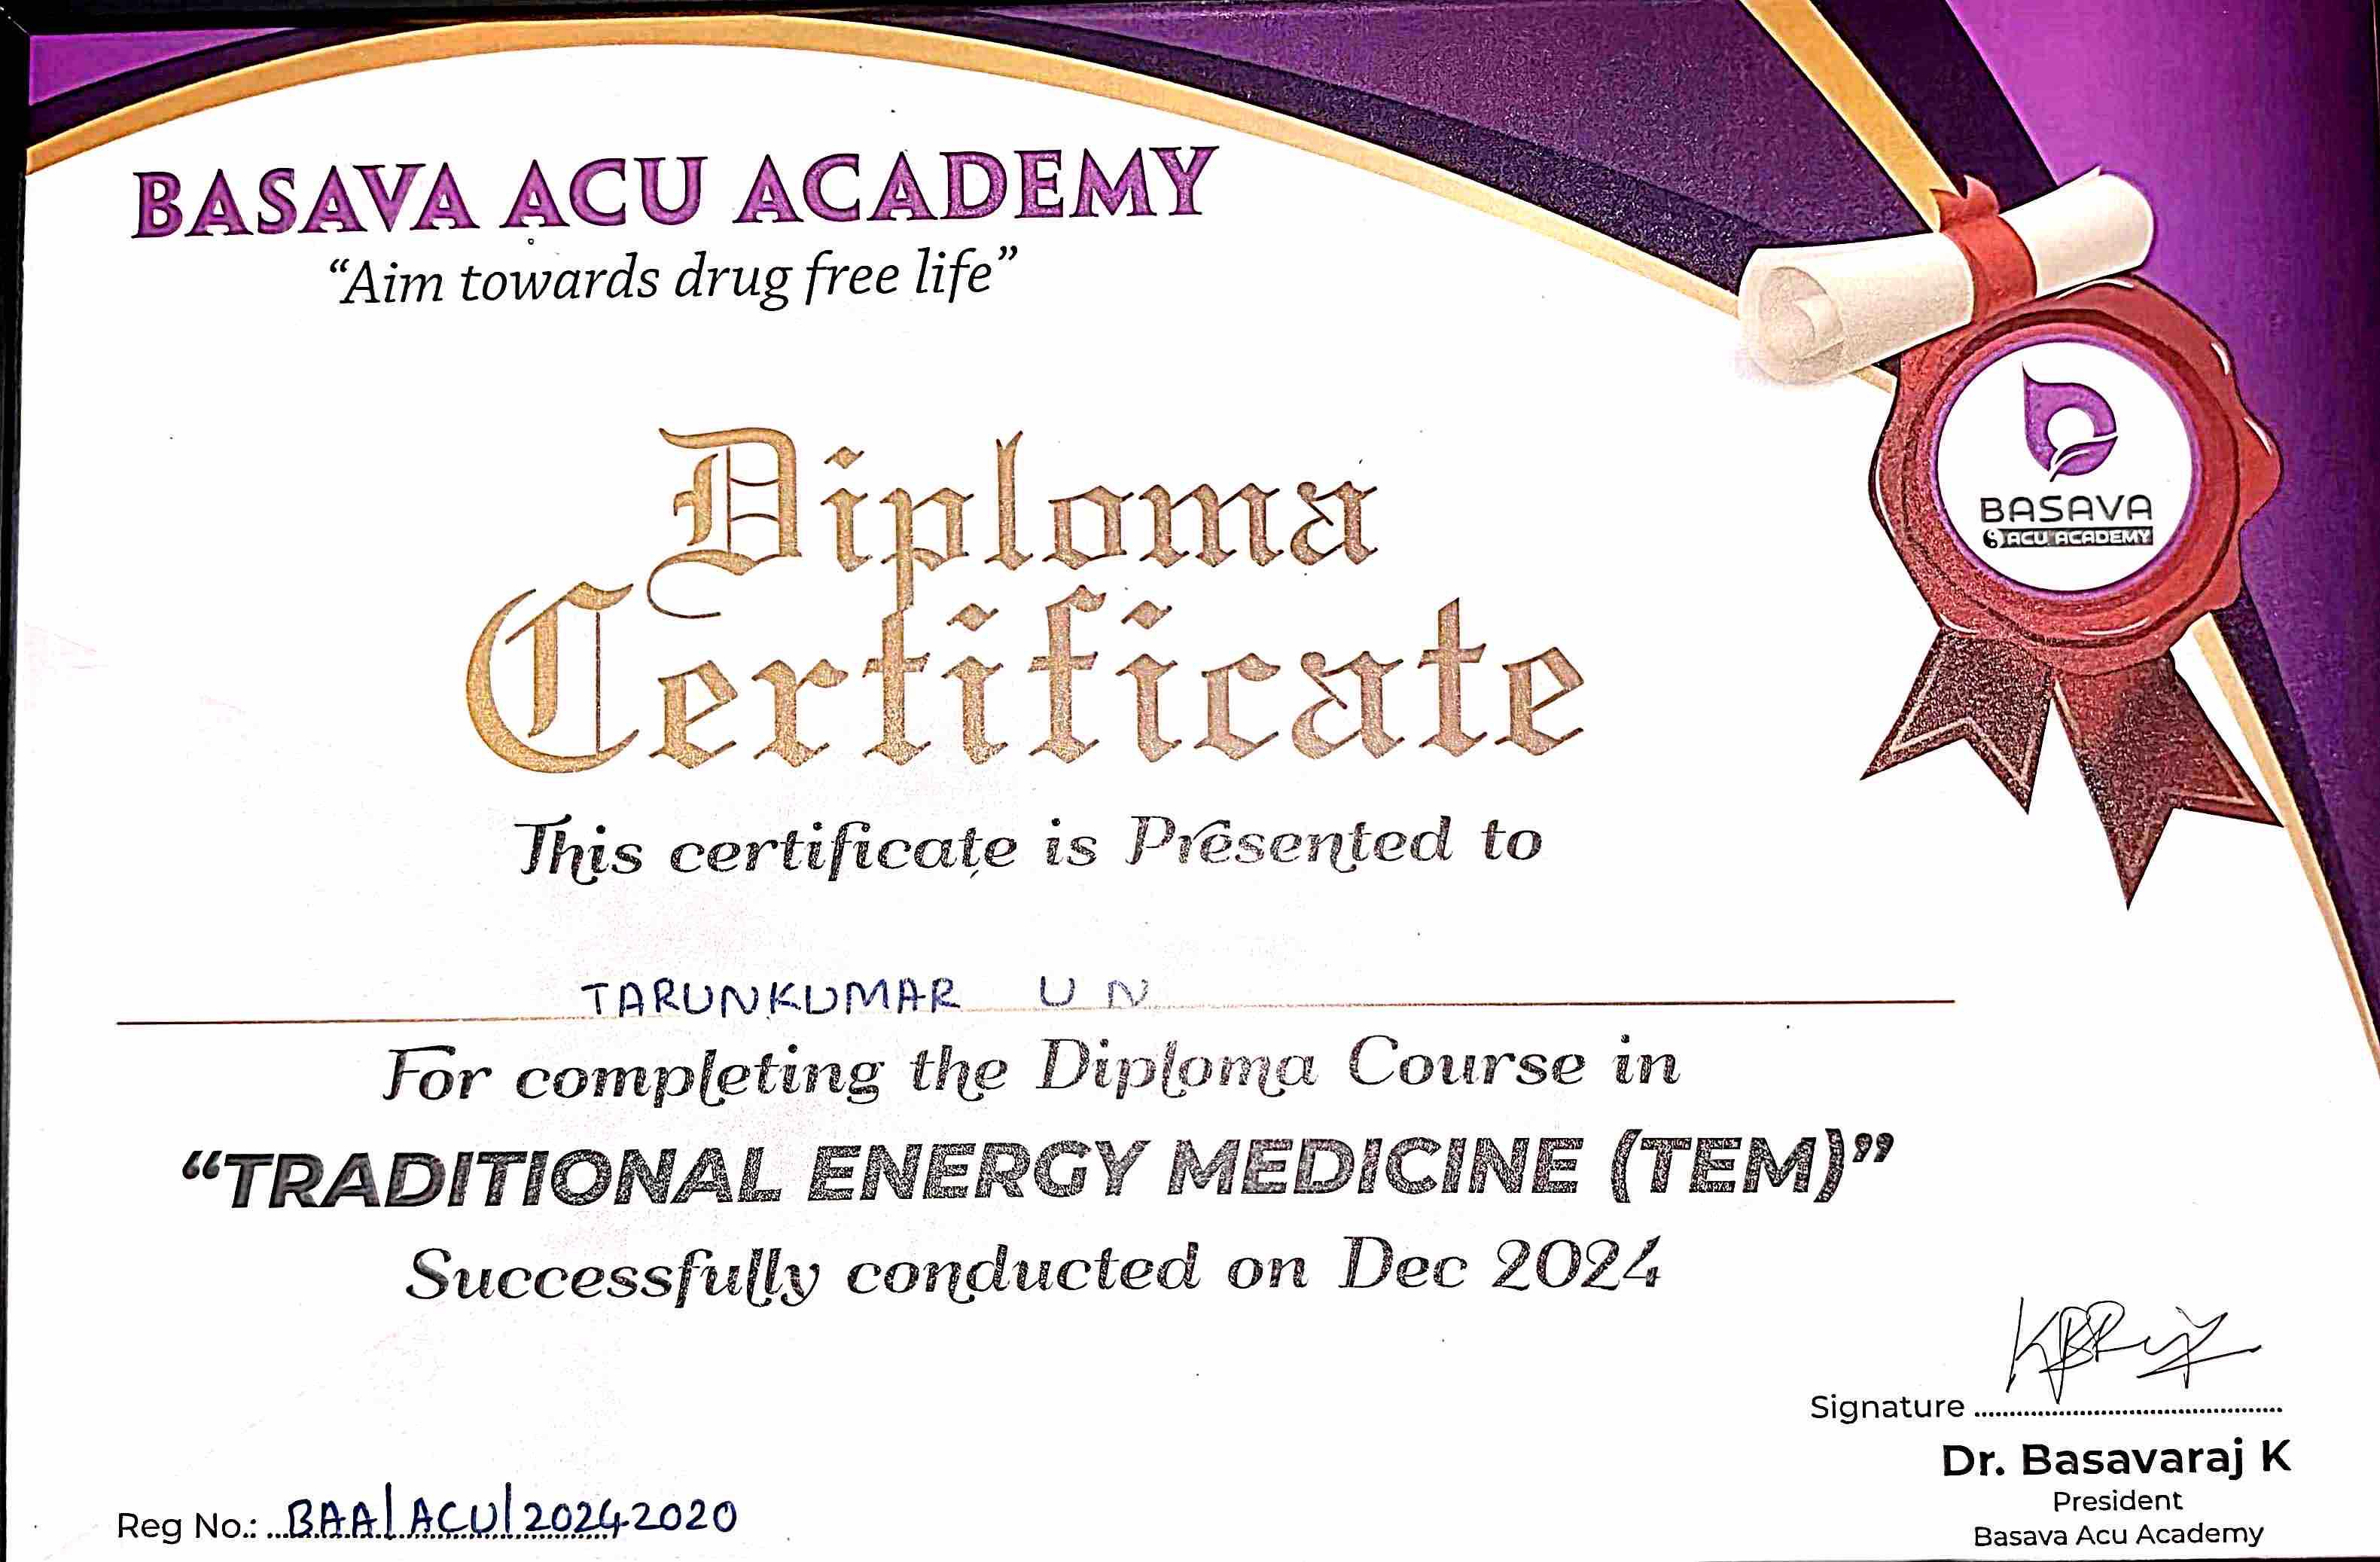 BASAVA ACU ACADEMY
“Aim towards drug free life”
BASAVA
ACU ACADEMY
Diploma
Certificate
This certificate is Presented to
TARUNKUMAR U N
For completing the Diploma Course in
“TRADITIONAL ENERGY MEDICINE (TEM)”
Successfully conducted on Dec 2024
Signature
Dr. Basavaraj K
President
Basava Acu Academy
Reg No.: BAA|ACU|20242020